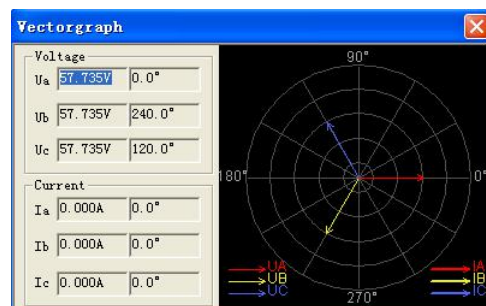 Vectorgraph
Voltage
Ua 57.735V 0.0°
Ub 57.735V 240.0°
Uc 57.735V 120.0°
Current
Ia 0.000A 0.0°
Ib 0.000A 0.0°
Ic 0.000A 0.0°
90°
180°
0°
270°
UA
UB
UC
IA
IB
IC